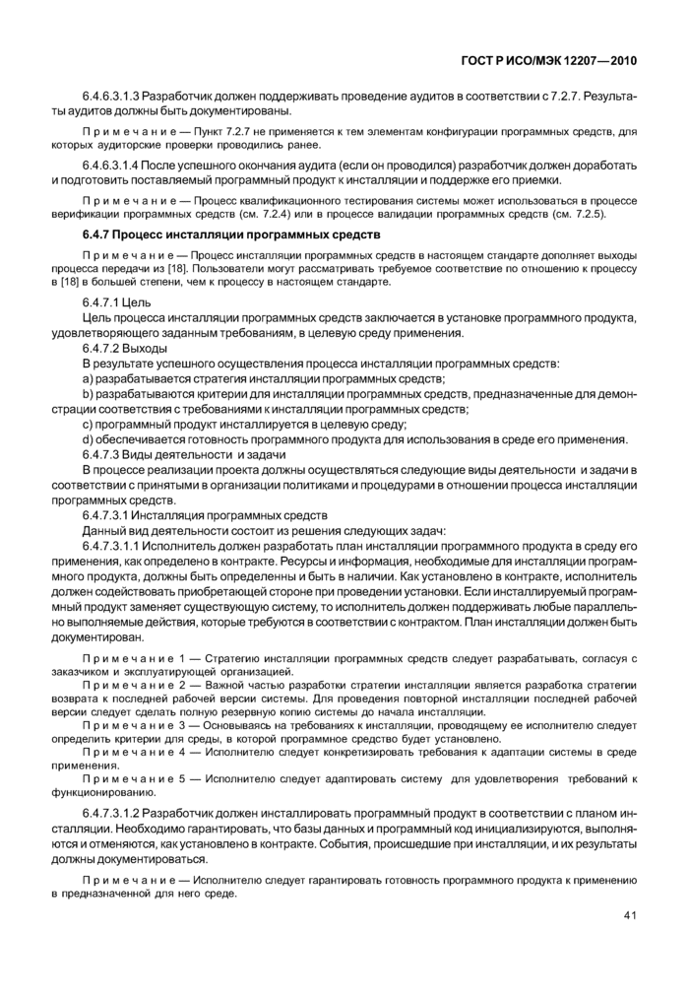 ГОСТ Р ИСО/МЭК 12207—2010
6.4.6.3.1.3 Разработчик должен поддерживать проведение аудитов в соответствии с 7.2.7. Результа-
ты аудитов должны быть документированы.
Примечание — Пункт 7.2.7 не применяется к тем элементам конфигурации программных средств, для
которых аудиторские проверки проводились ранее.
6.4.6.3.1.4 После успешного окончания аудита (если он проводился) разработчик должен доработать
и подготовить поставляемый программный продукт к инсталляции и поддержке его приемки.
Примечание — Процесс квалификационного тестирования системы может использоваться в процессе
верификации программных средств (см. 7.2.4) или в процессе валидации программных средств (см. 7.2.5).
6.4.7 Процесс инсталляции программных средств
Примечание — Процесс инсталляции программных средств в настоящем стандарте дополняет выходы
процесса передачи из [18]. Пользователи могут рассматривать требуемое соответствие по отношению к процессу
в [18] в большей степени, чем к процессу в настоящем стандарте.
6.4.7.1 Цель
Цель процесса инсталляции программных средств заключается в установке программного продукта,
удовлетворяющего заданным требованиям, в целевую среду применения.
6.4.7.2 Выходы
В результате успешного осуществления процесса инсталляции программных средств:
a) разрабатывается стратегия инсталляции программных средств;
b) разрабатываются критерии для инсталляции программных средств, предназначенные для демон-
страции соответствия с требованиями к инсталляции программных средств;
c) программный продукт инсталлируется в целевую среду;
d) обеспечивается готовность программного продукта для использования в среде его применения.
6.4.7.3 Виды деятельности и задачи
В процессе реализации проекта должны осуществляться следующие виды деятельности и задачи в
соответствии с принятыми в организации политиками и процедурами в отношении процесса инсталляции
программных средств.
6.4.7.3.1 Инсталляция программных средств
Данный вид деятельности состоит из решения следующих задач:
6.4.7.3.1.1 Исполнитель должен разработать план инсталляции программного продукта в среду его
применения, как определено в контракте. Ресурсы и информация, необходимые для инсталляции програм-
много продукта, должны быть определенны и быть в наличии. Как установлено в контракте, исполнитель
должен содействовать приобретающей стороне при проведении установки. Если инсталлируемый програм-
мный продукт заменяет существующую систему, то исполнитель должен поддерживать любые параллель-
но выполняемые действия, которые требуются в соответствии с контрактом. План инсталляции должен быть
документирован.
Примечание 1 — Стратегию инсталляции программных средств следует разрабатывать, согласуя с
заказчиком и эксплуатирующей организацией.
Примечание 2 — Важной частью разработки стратегии инсталляции является разработка стратегии
возврата к последней рабочей версии системы. Для проведения повторной инсталляции последней рабочей
версии следует сделать полную резервную копию системы до начала инсталляции.
Примечание 3 — Основываясь на требованиях к инсталляции, проводящему ее исполнителю следует
определить критерии для среды, в которой программное средство будет установлено.
Примечание 4 — Исполнителю следует конкретизировать требования к адаптации системы в среде
применения.
Примечание 5 — Исполнителю следует адаптировать систему для удовлетворения требований к
функционированию.
6.4.7.3.1.2 Разработчик должен инсталлировать программный продукт в соответствии с планом ин-
сталляции. Необходимо гарантировать, что базы данных и программный код инициализируются, выполня-
ются и отменяются, как установлено в контракте. События, происшедшие при инсталляции, и их результаты
должны документироваться.
Примечание — Исполнителю следует гарантировать готовность программного продукта к применению
в предназначенной для него среде.
41